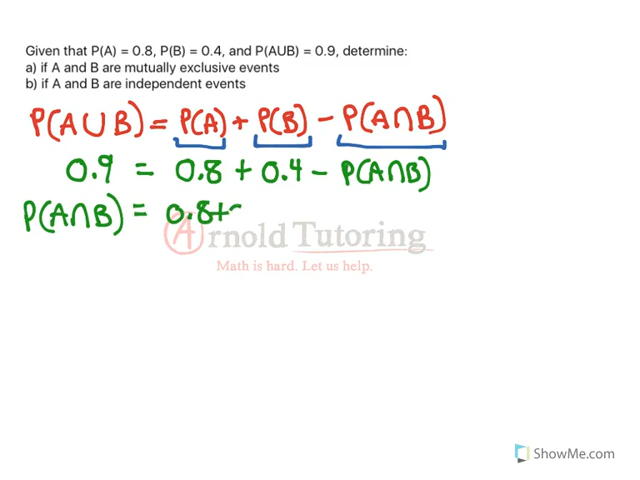 Given that P(A) = 0.8, P(B) = 0.4, and P(AUB) = 0.9, determine:
a) if A and B are mutually exclusive events
b) if A and B are independent events
P(A∪B) = P(A) + P(B) - P(A∩B)
0.9 = 0.8 + 0.4 - P(A∩B)
P(A∩B) = 0.8+
Arnold Tutoring
Math is hard. Let us help.
ShowMe.com